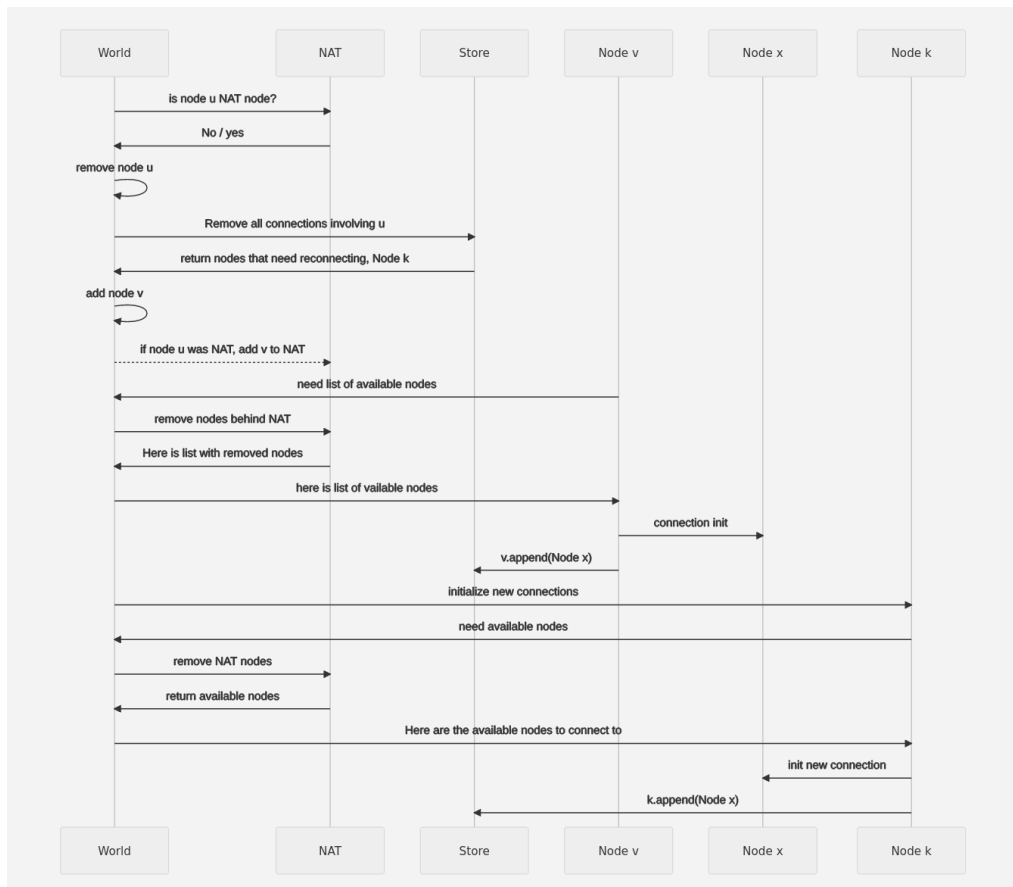 World
NAT
Store
Node v
Node x
Node k
is node u NAT node?
No / yes
remove node u
Remove all connections involving u
return nodes that need reconnecting, Node k
add node v
if node u was NAT, add v to NAT
need list of available nodes
remove nodes behind NAT
Here is list with removed nodes
here is list of vailable nodes
connection init
v.append(Node x)
initialize new connections
need available nodes
remove NAT nodes
return available nodes
Here are the available nodes to connect to
init new connection
k.append(Node x)
World
NAT
Store
Node v
Node x
Node k